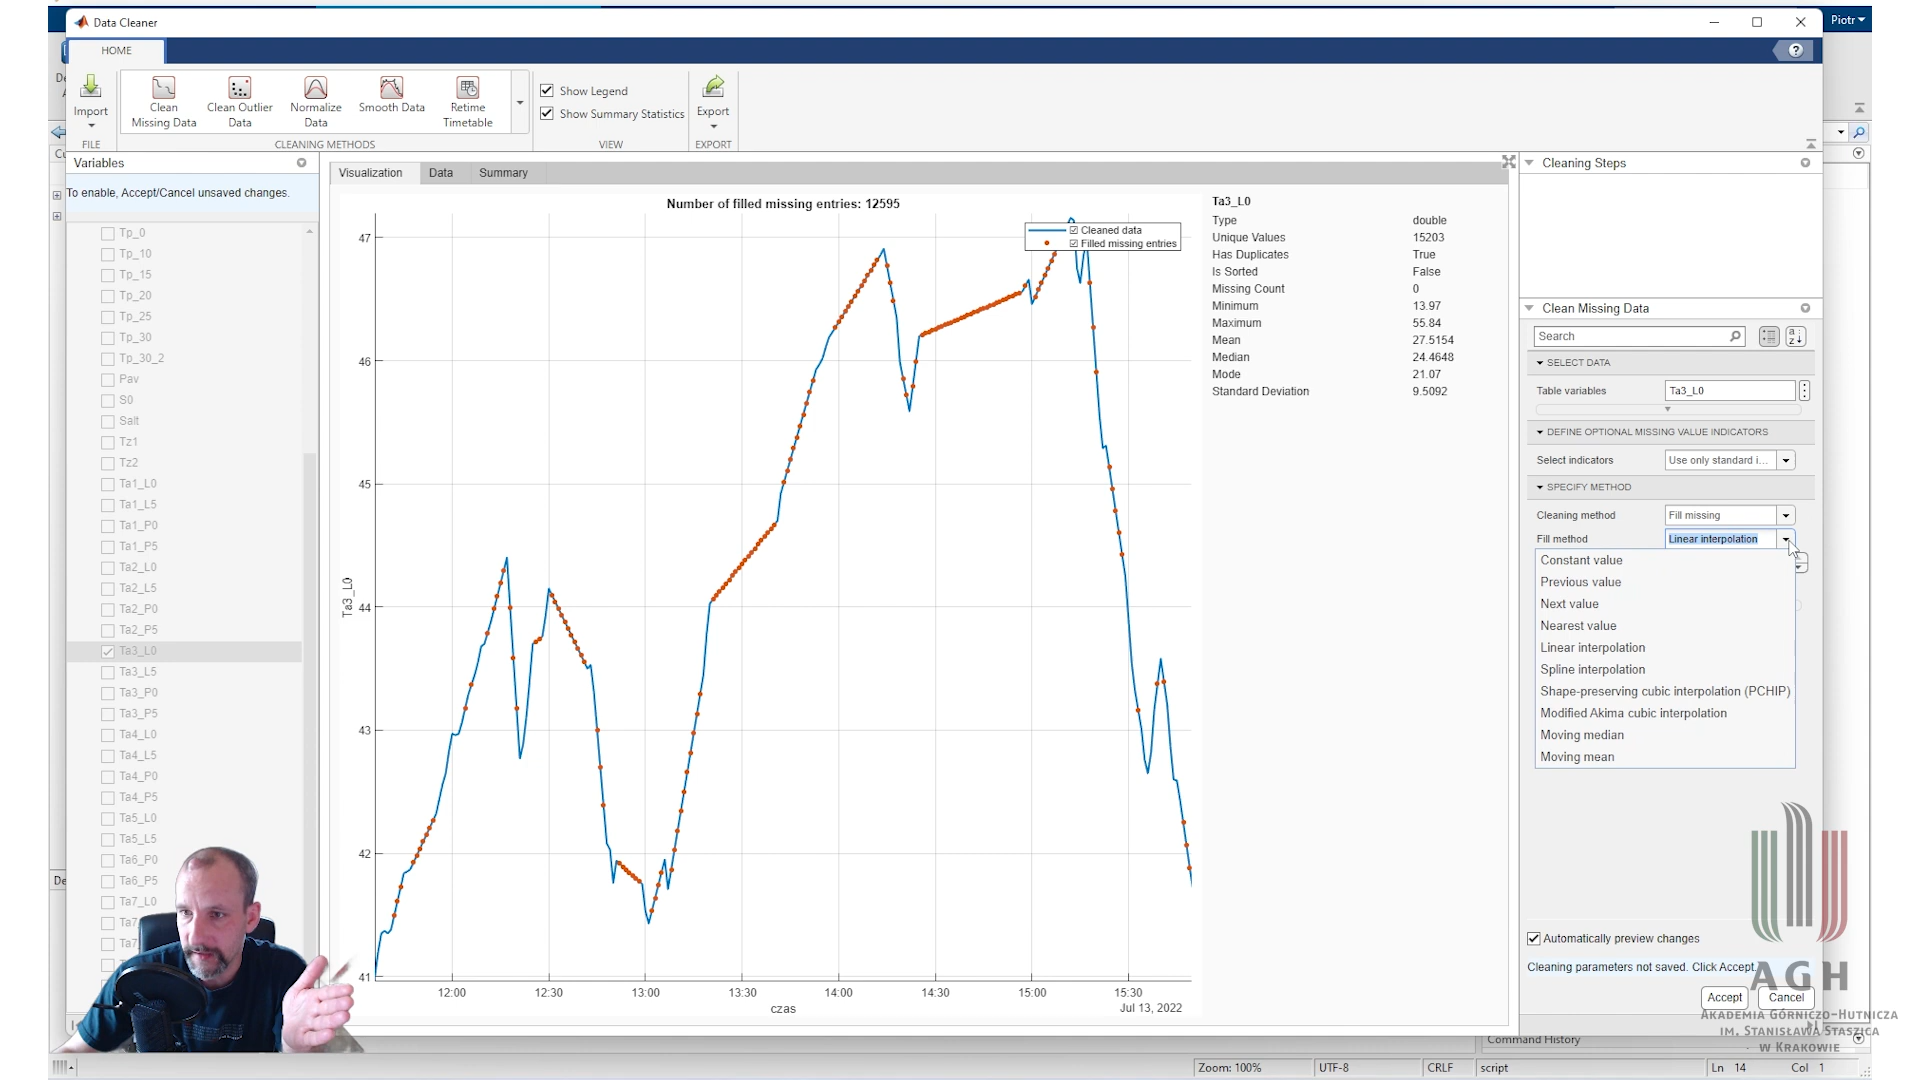 Data Cleaner
Piotr
HOME
Import
FILE
Clean
Missing Data
Clean Outlier
Data
Normalize
Data
Smooth Data
Retime
Timetable
CLEANING METHODS
Show Legend
Show Summary Statistics
VIEW
Export
EXPORT
Variables
To enable, Accept/Cancel unsaved changes.
Tp_0
Tp_10
Tp_15
Tp_20
Tp_25
Tp_30
Tp_30_2
Pav
S0
Salt
Tz1
Tz2
Ta1_L0
Ta1_L5
Ta1_P0
Ta1_P5
Ta2_L0
Ta2_L5
Ta2_P0
Ta2_P5
Ta3_L0
Ta3_L5
Ta3_P0
Ta3_P5
Ta4_L0
Ta4_L5
Ta4_P0
Ta4_P5
Ta5_L0
Ta5_L5
Ta6_P0
Ta6_P5
Ta7_L0
Visualization
Data
Summary
Number of filled missing entries: 12595
Cleaned data
Filled missing entries
47
46
45
44
43
42
41
Ta3_L0
12:00 12:30 13:00 13:30 14:00 14:30 15:00 15:30
czas
Jul 13, 2022
Ta3_L0
Type double
Unique Values 15203
Has Duplicates True
Is Sorted False
Missing Count 0
Minimum 13.97
Maximum 55.84
Mean 27.5154
Median 24.4648
Mode 21.07
Standard Deviation 9.5092
Cleaning Steps
Clean Missing Data
Search
SELECT DATA
Table variables Ta3_L0
DEFINE OPTIONAL MISSING VALUE INDICATORS
Select indicators Use only standard i...
SPECIFY METHOD
Cleaning method Fill missing
Fill method Linear interpolation
Constant value
Previous value
Next value
Nearest value
Linear interpolation
Spline interpolation
Shape-preserving cubic interpolation (PCHIP)
Modified Akima cubic interpolation
Moving median
Moving mean
Automatically preview changes
Cleaning parameters not saved. Click Accept.
Accept
Cancel
AGH
AKADEMIA GÓRNICZO-HUTNICZA
IM. STANISŁAWA STASZICA
W KRAKOWIE
Command History
Zoom: 100%
UTF-8
CRLF
script
Ln 14
Col 1